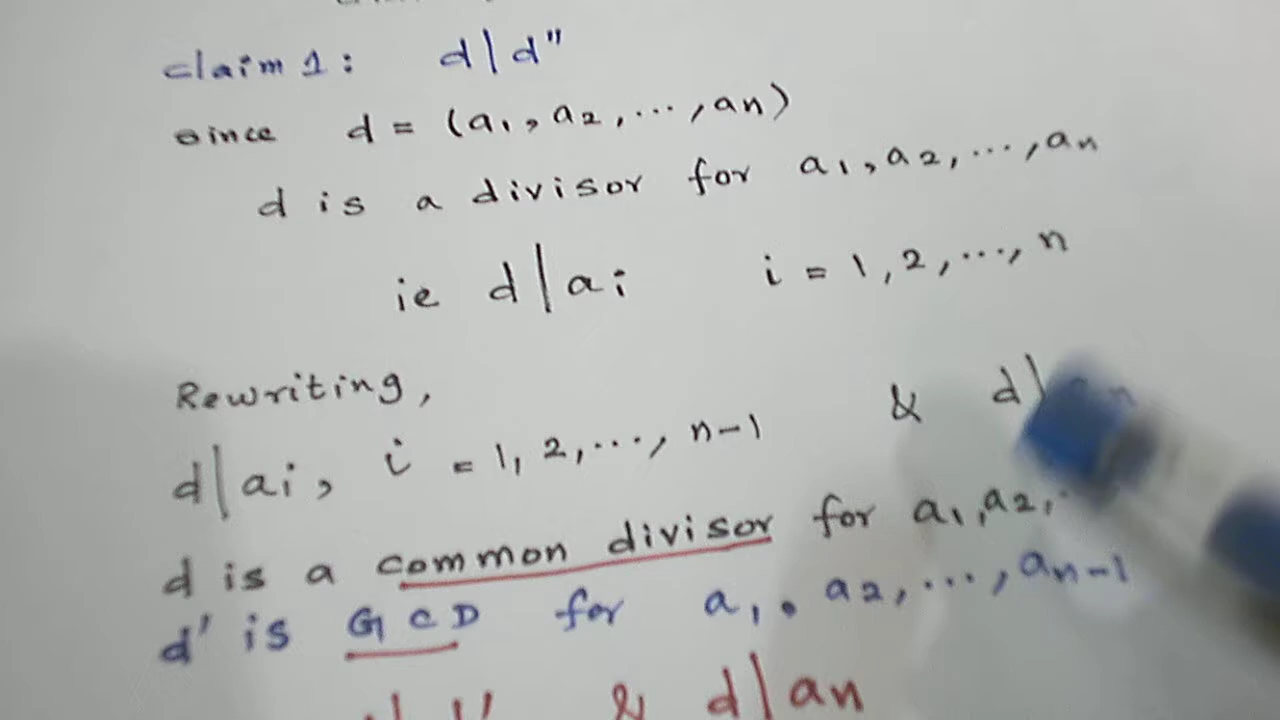 claim 1: d|d"
since d = (a1, a2, ..., an)
d is a divisor for a1, a2, ..., an
ie d|ai i = 1, 2, ..., n
Rewriting,
d|ai, i = 1, 2, ..., n-1 & d|
d is a common divisor for a1, a2,
d' is GCD for a1, a2, ..., an-1
& d|an